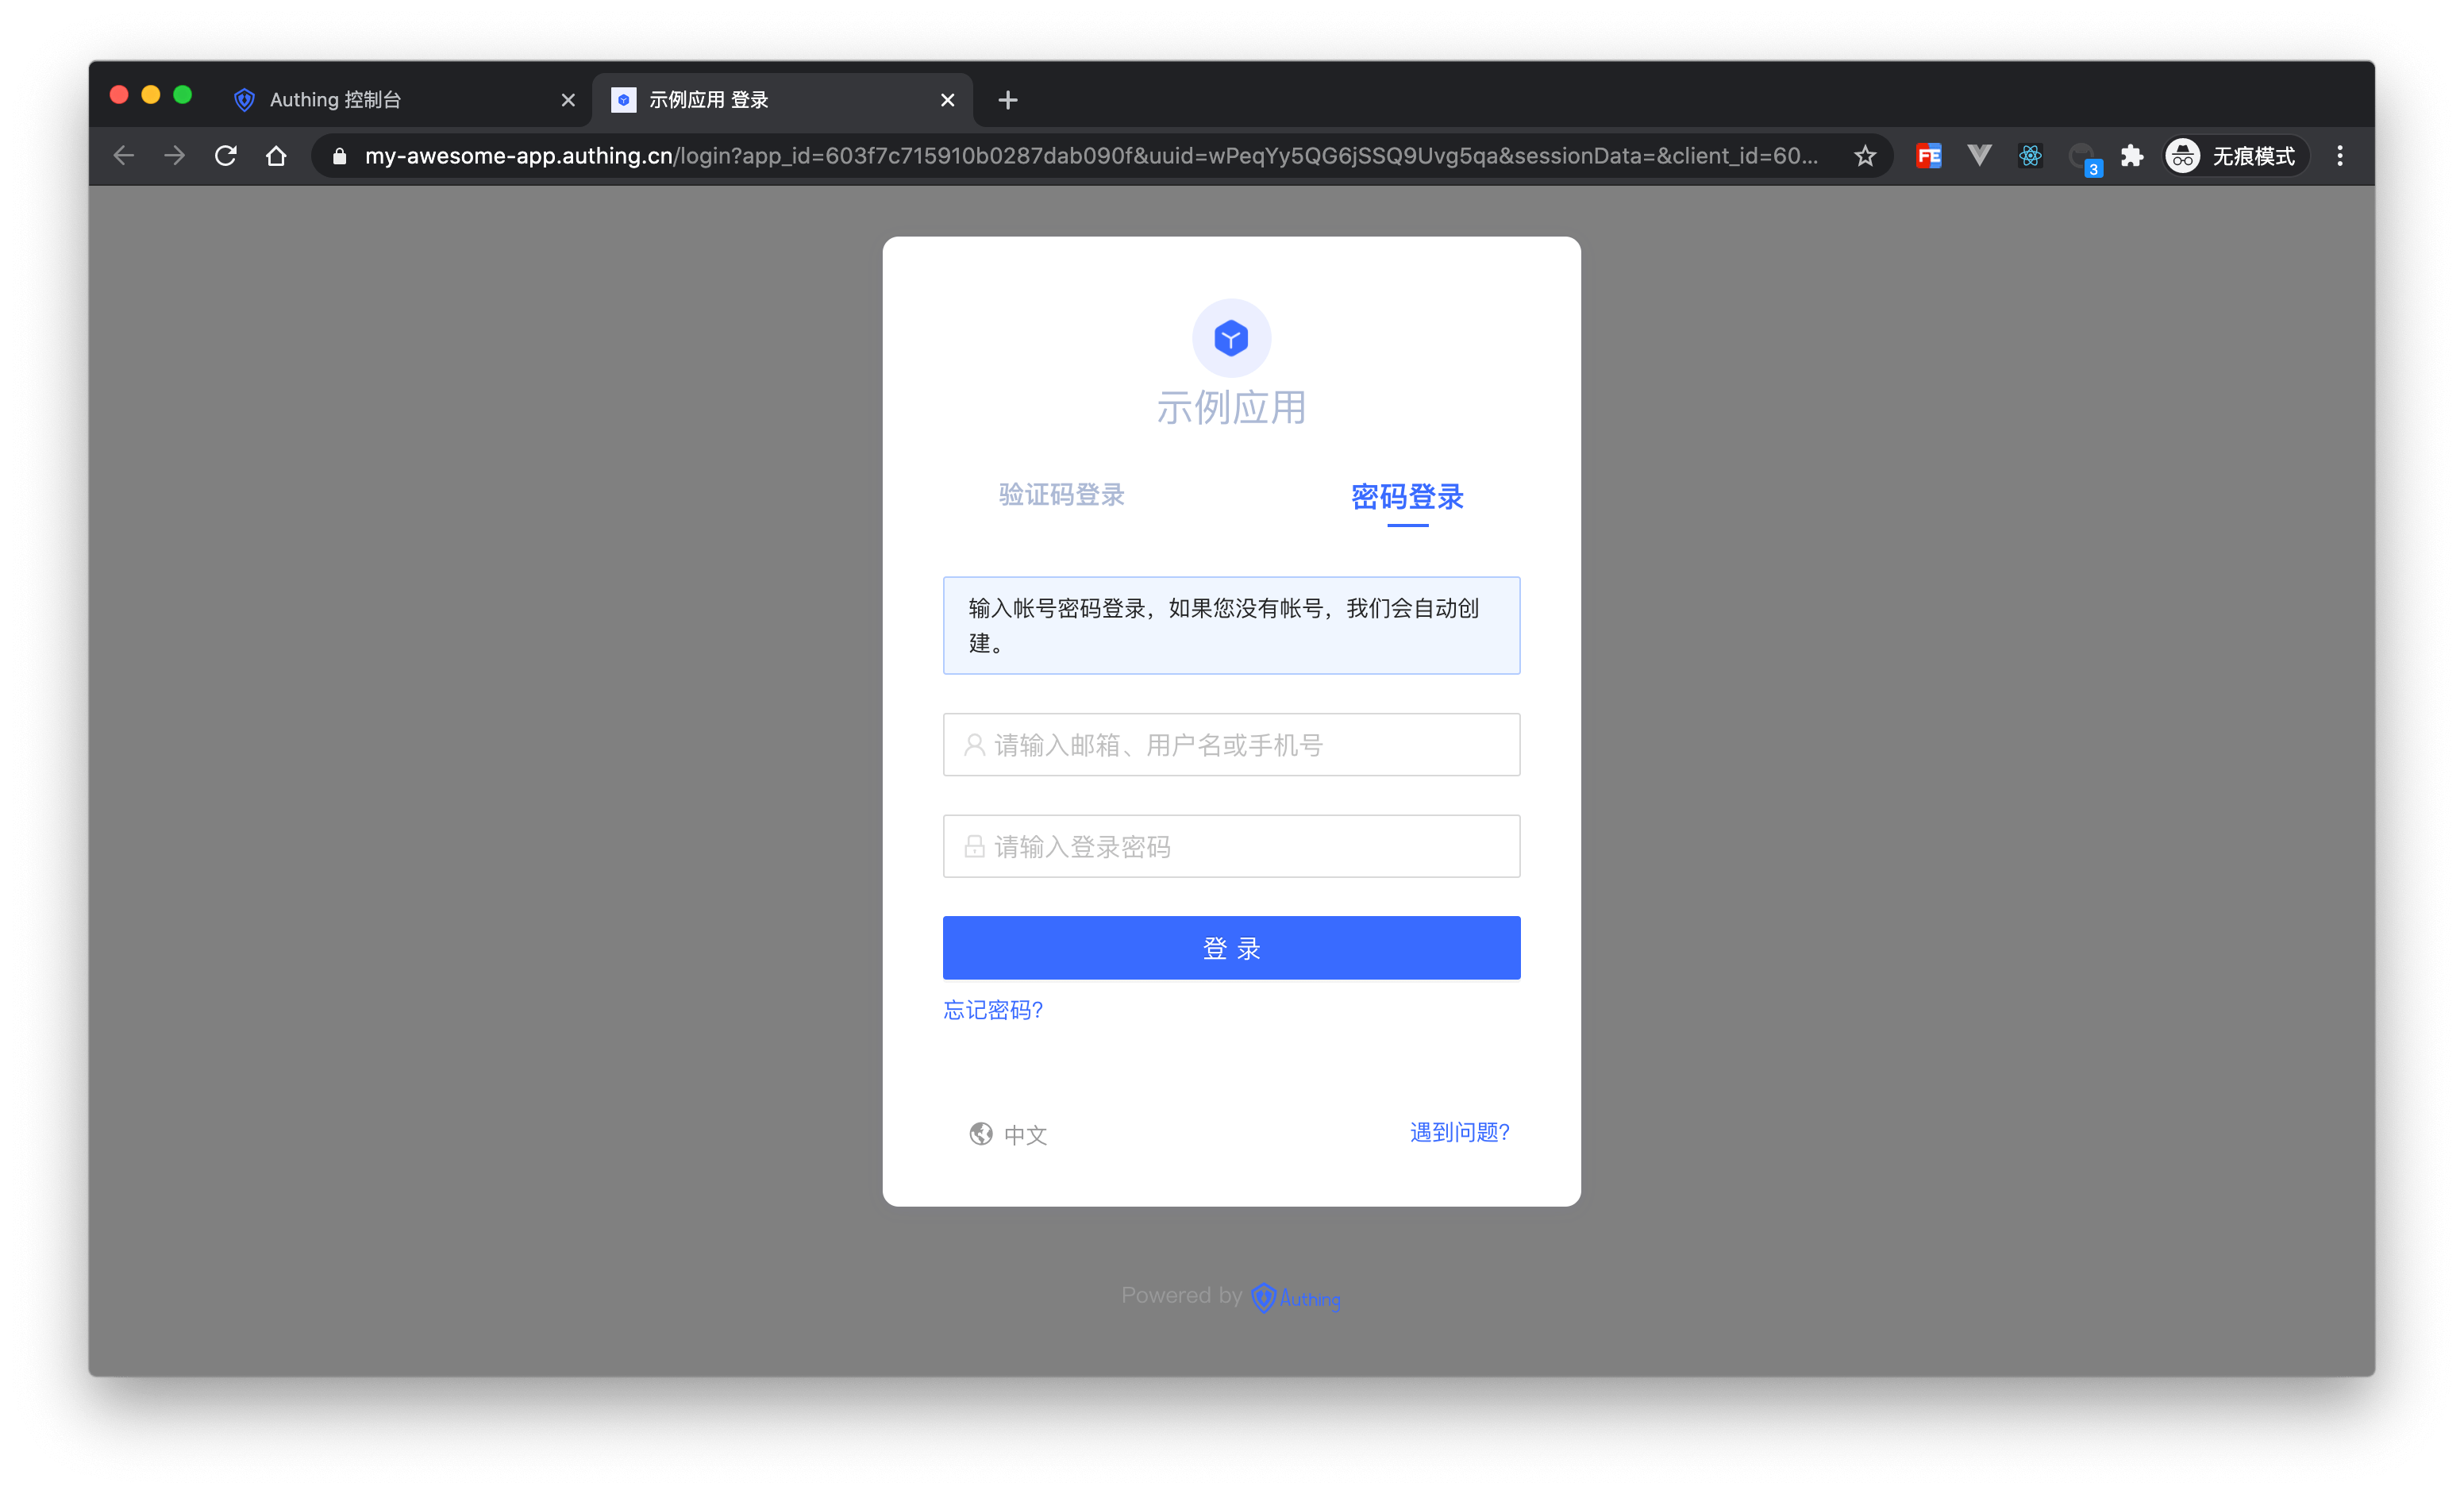 Authing 控制台
示例应用 登录
my-awesome-app.authing.cn/login?app_id=603f7c715910b0287dab090f&uuid=wPeqYy5QG6jSSQ9Uvg5qa&sessionData=&client_id=60...
FE
3
无痕模式
示例应用
验证码登录
密码登录
输入帐号密码登录，如果您没有帐号，我们会自动创
建。
请输入邮箱、用户名或手机号
请输入登录密码
登 录
忘记密码?
中文
遇到问题?
Powered by Authing